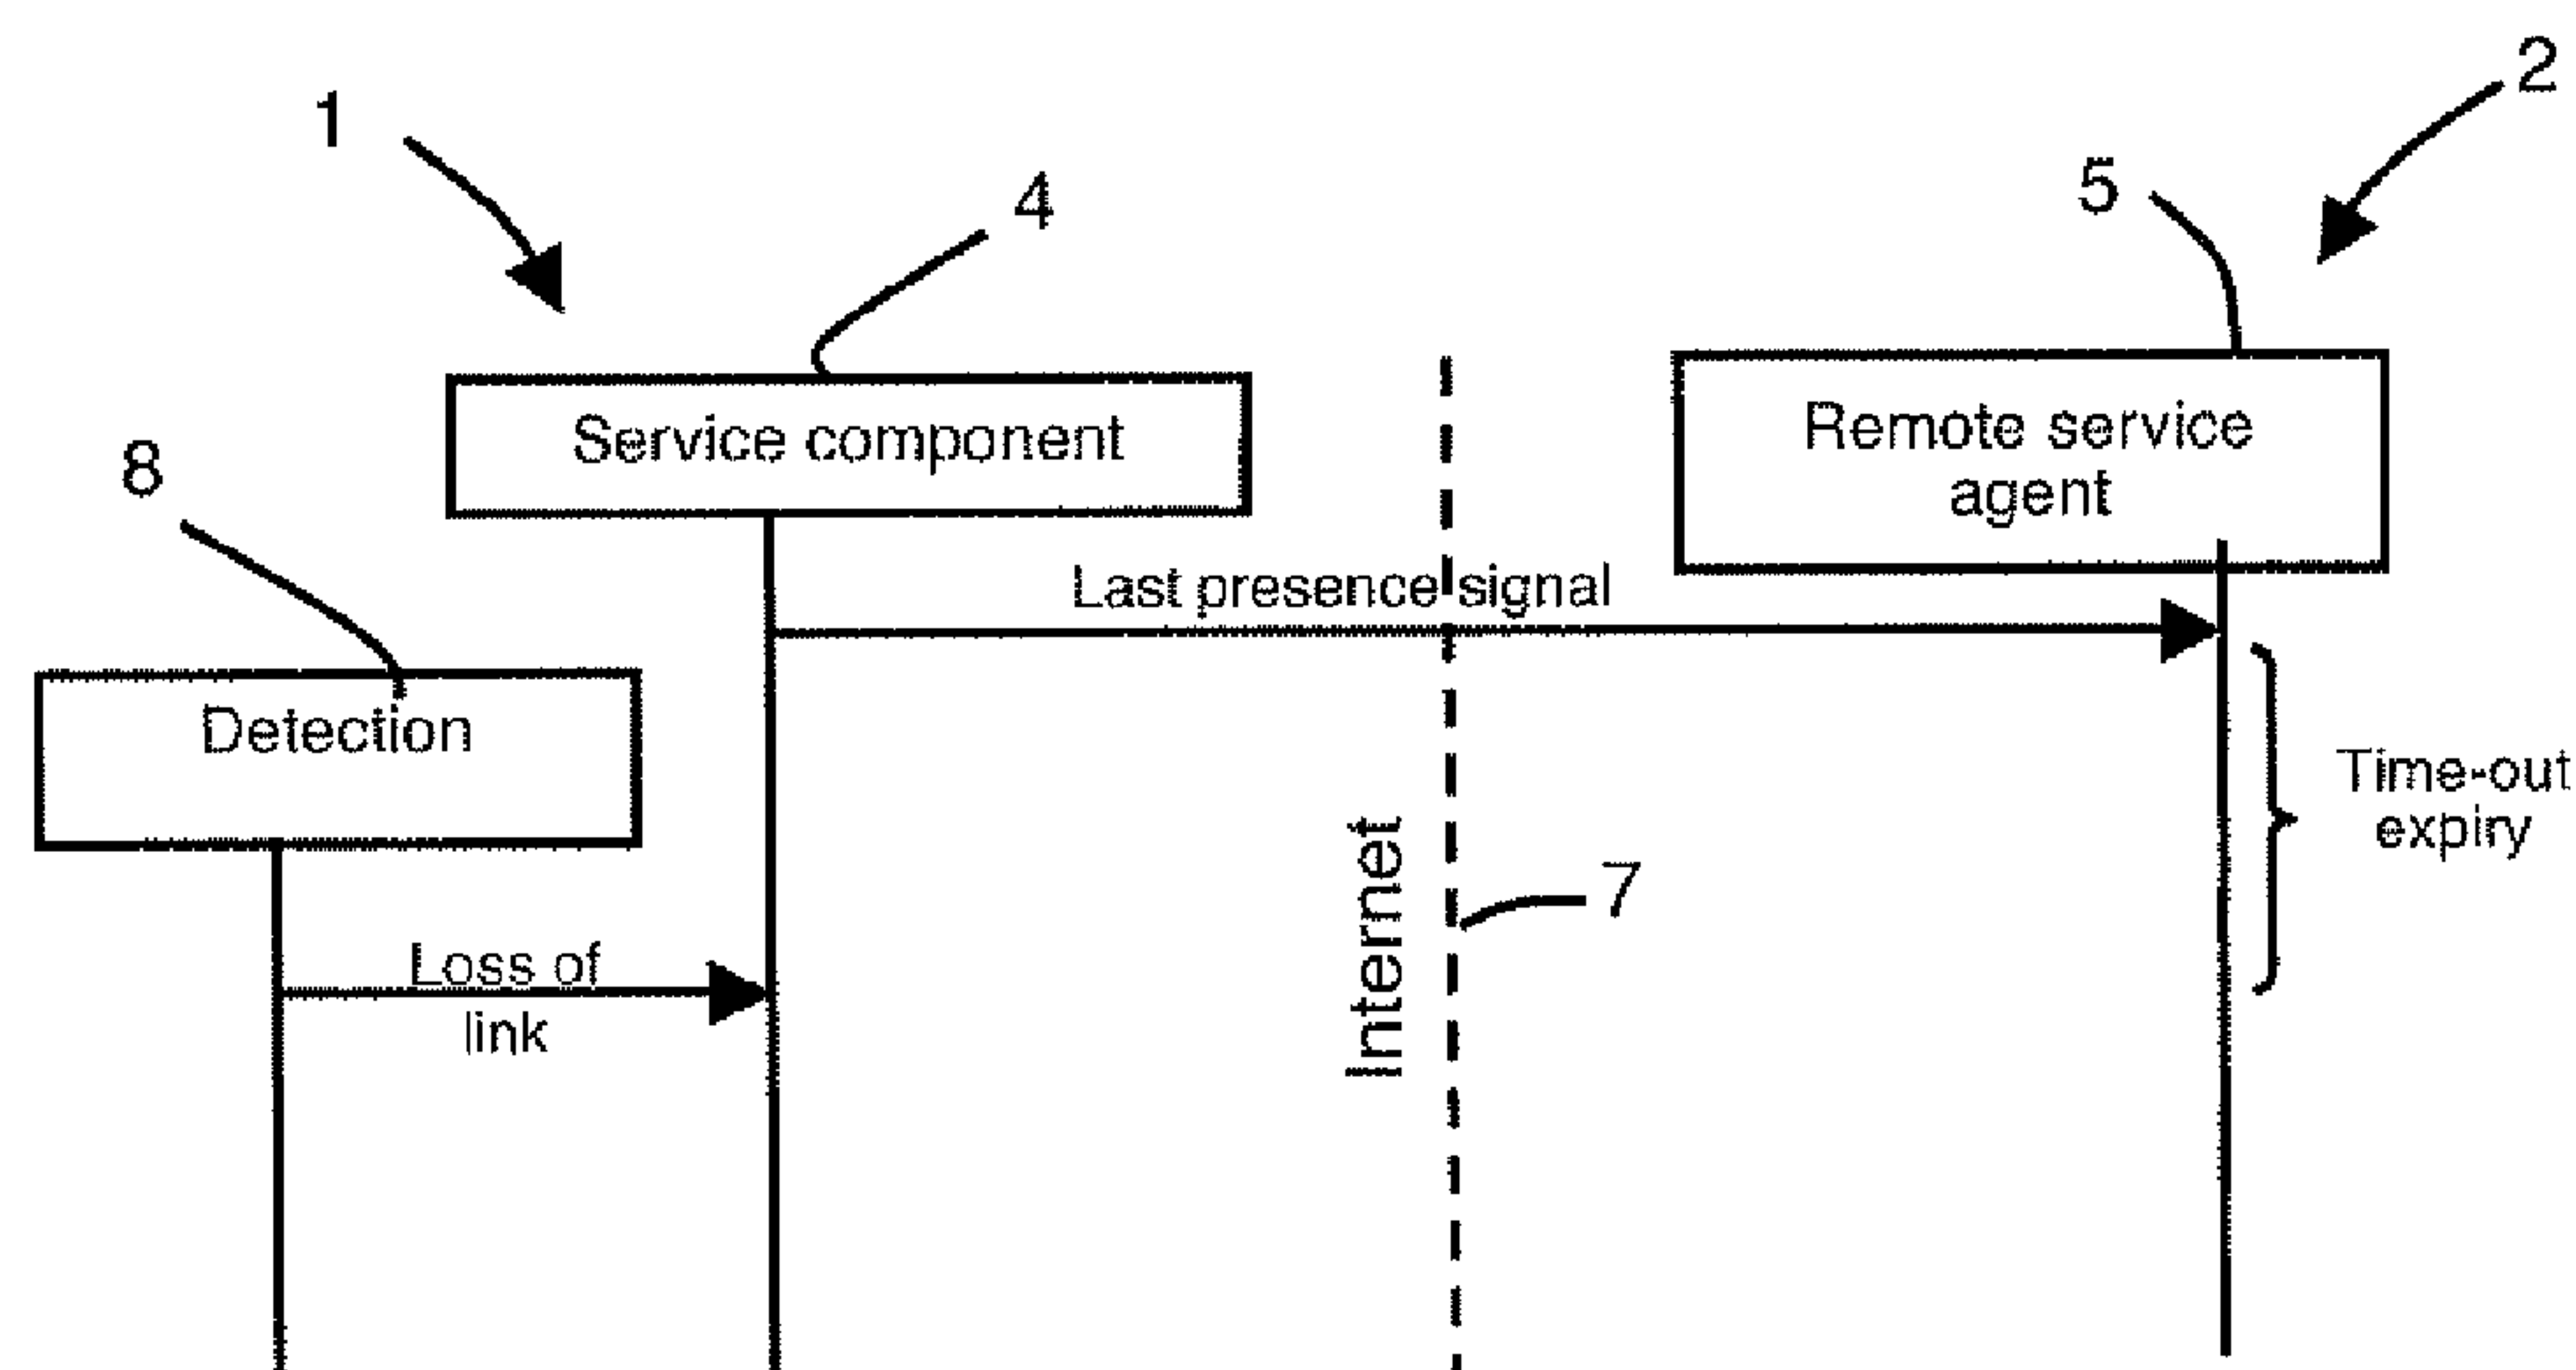 1
2
4
5
Service component
Remote service
agent
8
Last presence signal
Detection
Time-out
expiry
Internet
7
Loss of
link